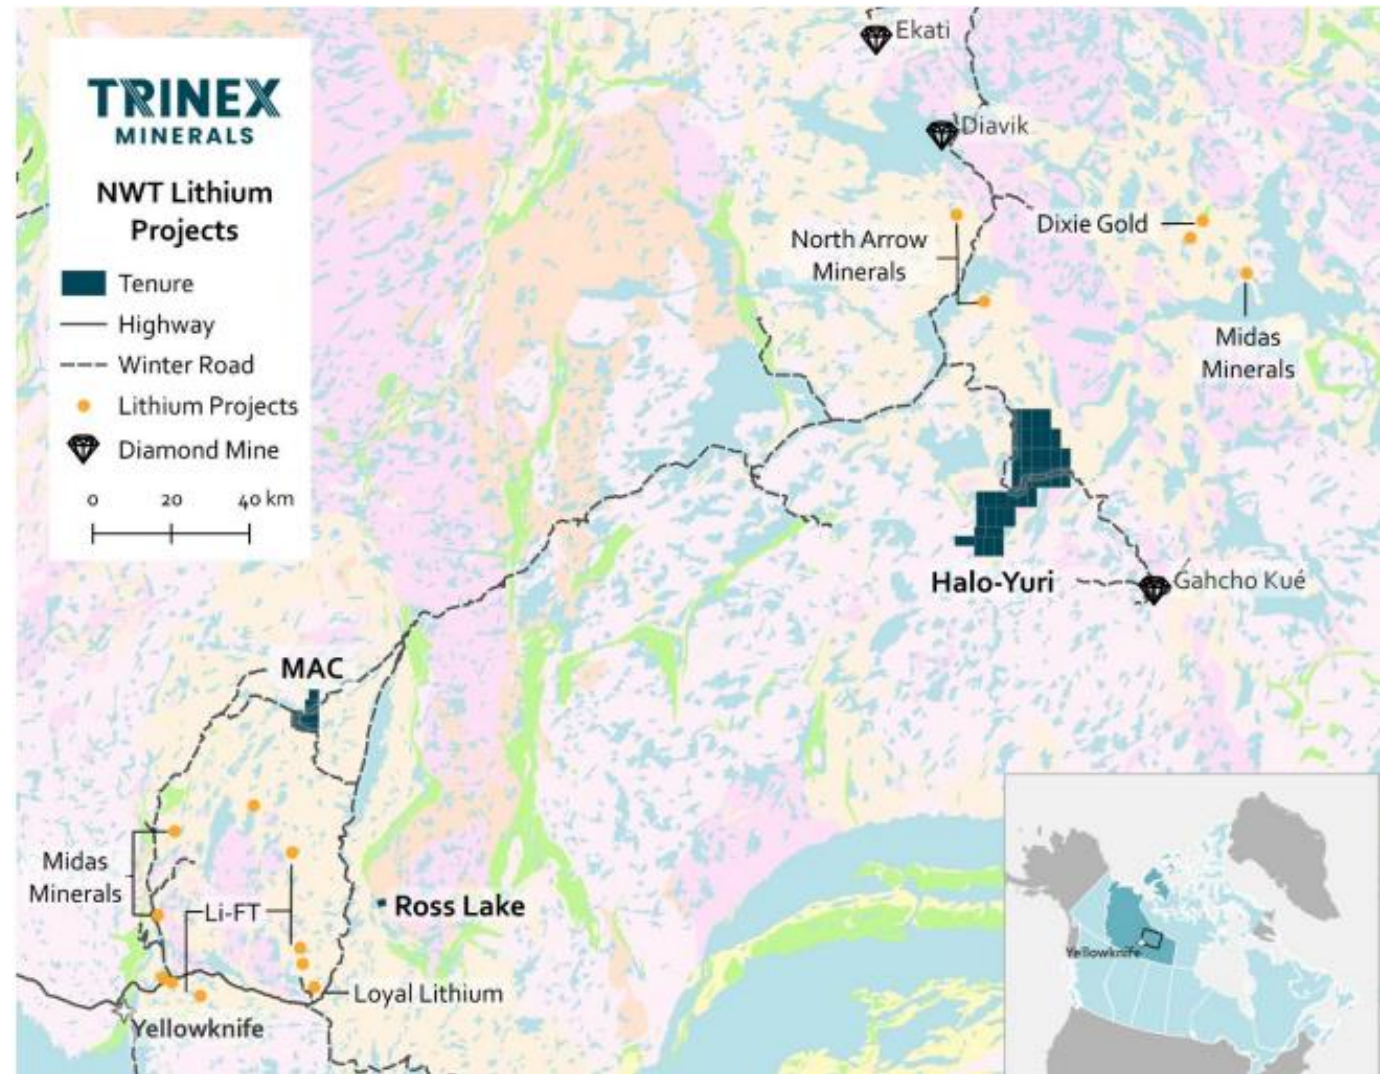 TRINEX
MINERALS
NWT Lithium
Projects
Tenure
Highway
Winter Road
Lithium Projects
Diamond Mine
0 20 40 km
Ekati
Diavik
Dixie Gold
North Arrow
Minerals
Midas
Minerals
Halo-Yuri
Gahcho Kué
MAC
Midas
Minerals
Li-FT
Ross Lake
Loyal Lithium
Yellowknife
Yellowknife